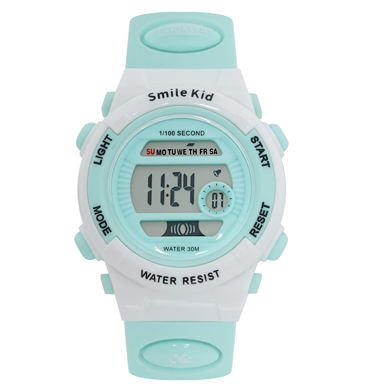 Smile Kid
1/100 SECOND
LIGHT
START
SU MO TU WE TH FR SA
11:24
07
MODE
RESET
WATER 30M
WATER RESIST